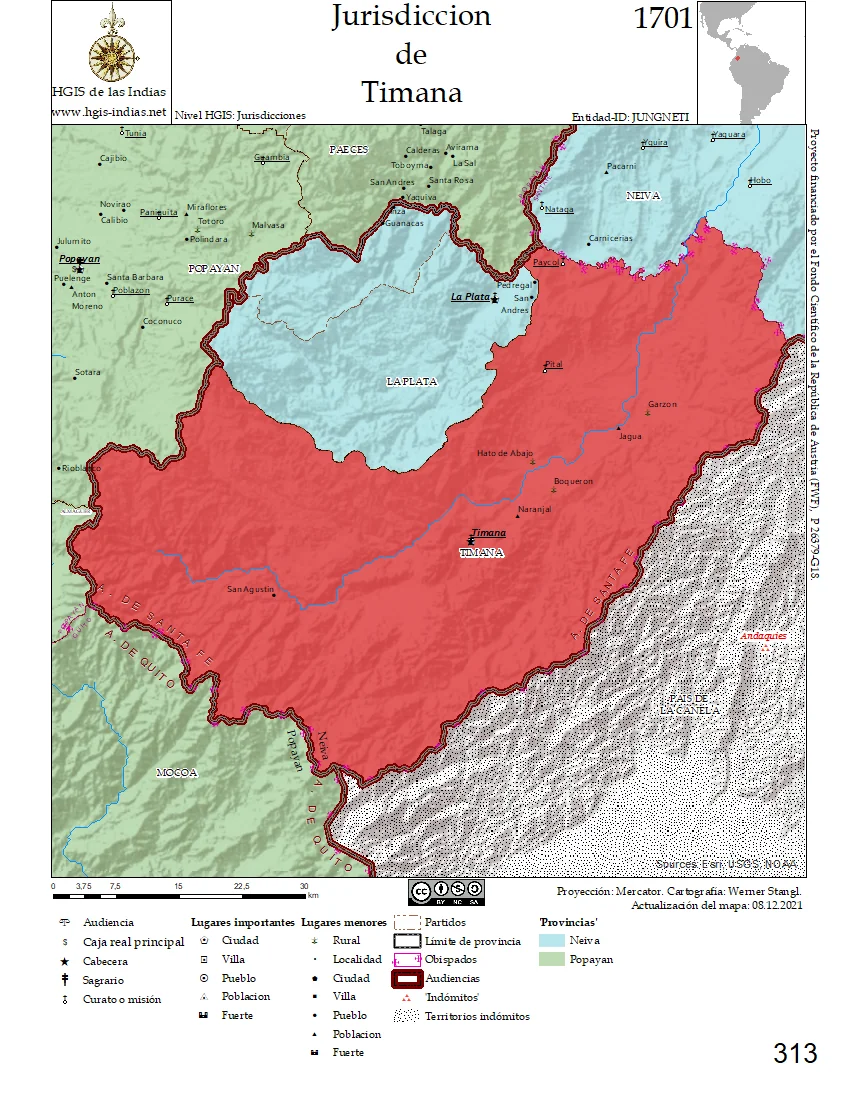 Jurisdiccion
de
Timana
1701
HGIS de las Indias
www.hgis-indias.net
Nivel HGIS: Jurisdicciones
Entidad-ID: JUNGNETI
Proyecto financiado por el Fondo Científico de la República de Austria (FWF), P 26379-G18.
Tunia
Cajibio
Guambia
PAECES
Talaga
Calderas
Avirama
Toboyma
La Sal
San Andres
Santa Rosa
Yaquiva
Guanacas
Yquira
Yaquara
Pacarni
NEIVA
Hobo
Nataga
Carnicerias
Novirao
Calibio
Paniquita
Miraflores
Totoro
Polindara
Malvasa
Julumito
Popayan
POPAYAN
Puelenge
Santa Barbara
Anton
Moreno
Poblazon
Purace
Coconuco
Sotara
Paycol
Pedregal
San
Andres
La Plata
LA PLATA
Pital
Garzon
Jagua
Hato de Abajo
Boqueron
Naranjal
Timana
TIMANA
Rioblanco
San Agustin
A. DE SANTA FE
A. DE QUITO
A. DE SANTA FE
Andaquies
PAIS DE
LA CANELA
Neiva
Popayan
MOCOA
A. DE QUITO
Sources: Esri, USGS, NOAA
0 3,75 7,5 15 22,5 30
km
CC BY NC SA
Proyección: Mercator. Cartografía: Werner Stangl.
Actualización del mapa: 08.12.2021
Audiencia
S Caja real principal
Cabecera
Sagrario
Curato o misión
Lugares importantes
Ciudad
Villa
Pueblo
Poblacion
Fuerte
Lugares menores
Rural
Localidad
Ciudad
Villa
Pueblo
Poblacion
Fuerte
Partidos
Límite de provincia
Obispados
Audiencias
'Indómitos'
Territorios indómitos
'Provincias'
Neiva
Popayan
313